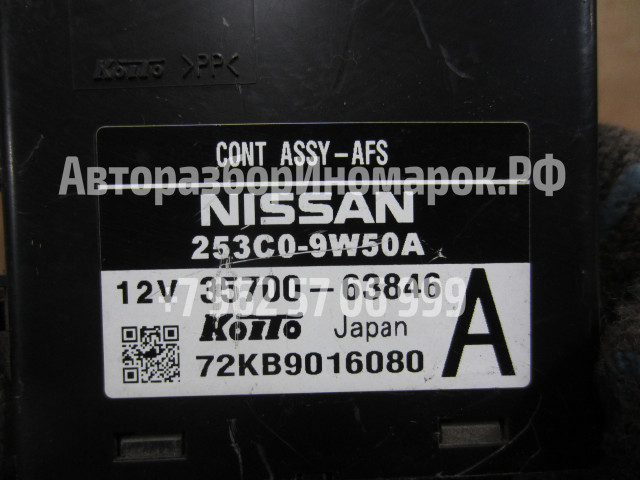 Koito >PP<
CONT ASSY-AFS
АвторазборИномарок.РФ
NISSAN
253C0-9W50A
12V 35700-63846 A
Koito Japan
72KB9016080